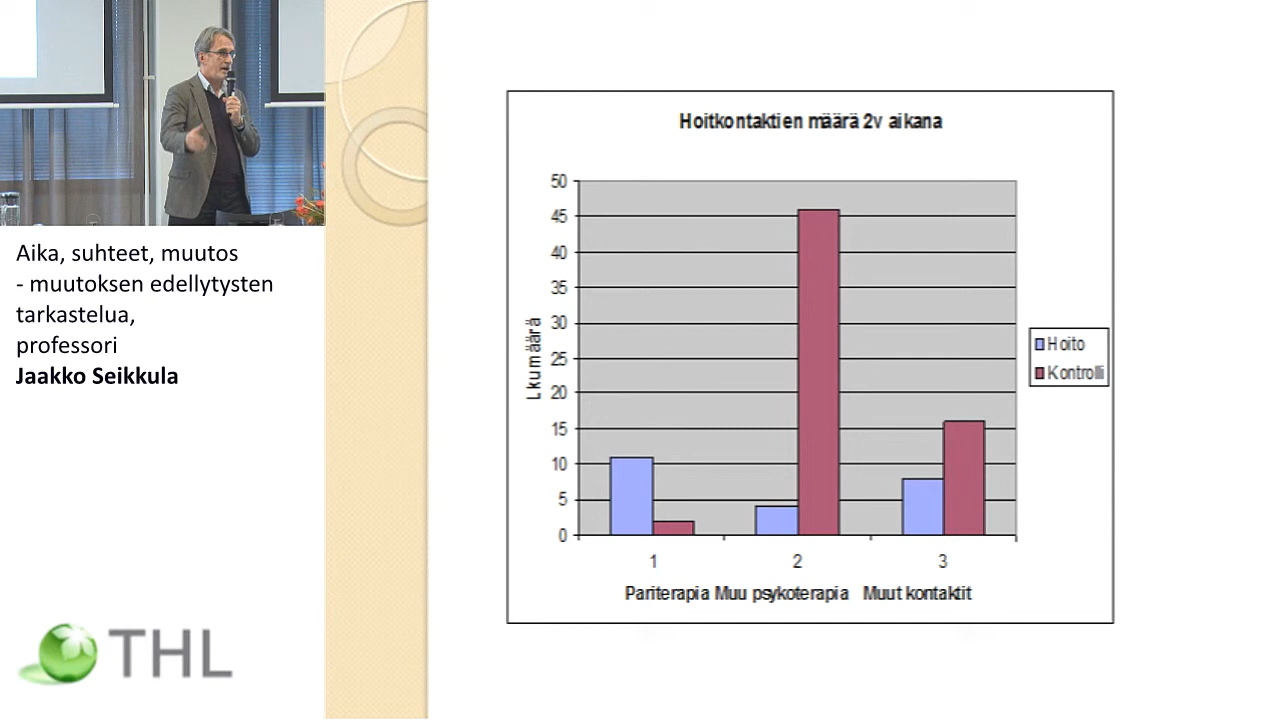 Aika, suhteet, muutos
- muutoksen edellytysten
tarkastelua,
professori
Jaakko Seikkula
THL
Hoitkontaktien määrä 2v aikana
50
45
40
35
30
25
20
15
10
5
0
Lkumäärä
1 2 3
Pariterapia Muu psykoterapia Muut kontaktit
Hoito
Kontrolli